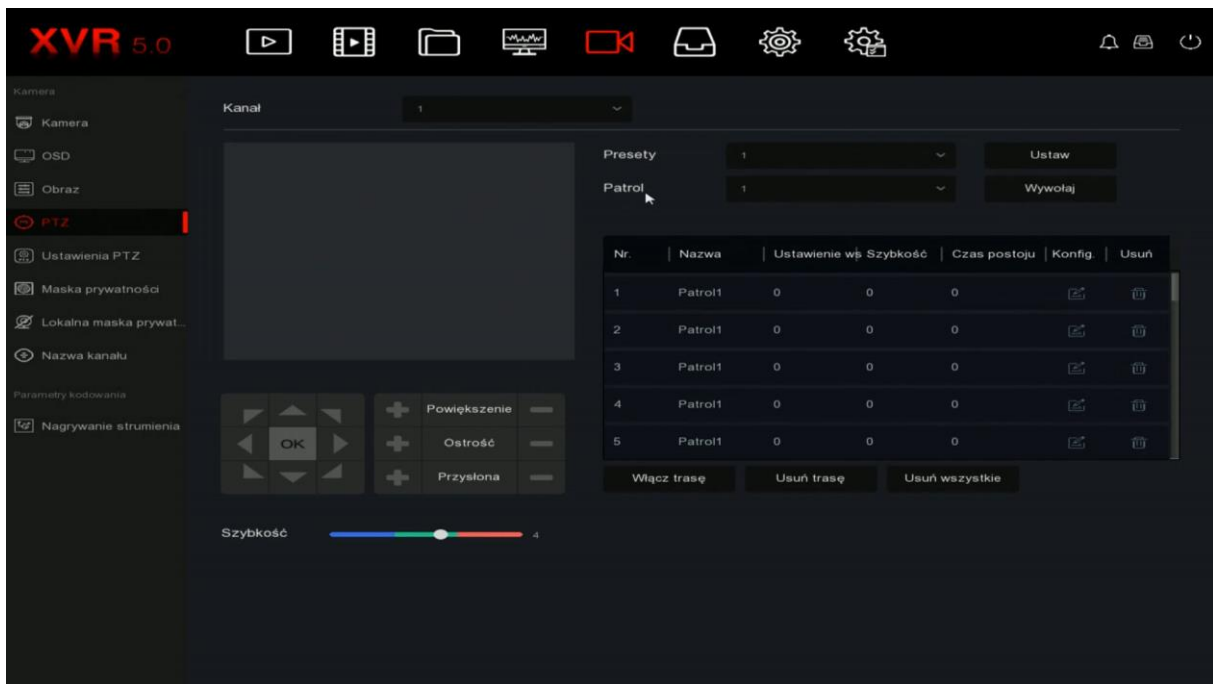 XVR 5.0
Kamera
Kamera
OSD
Obraz
PTZ
Ustawienia PTZ
Maska prywatności
Lokalna maska prywat...
Nazwa kanału
Parametry kodowania
Nagrywanie strumienia
Kanał 1
Presety 1 Ustaw
Patrol 1 Wywołaj
Nr. Nazwa Ustawienie ws Szybkość Czas postoju Konfig. Usuń
1 Patrol1 0 0 0
2 Patrol1 0 0 0
3 Patrol1 0 0 0
4 Patrol1 0 0 0
5 Patrol1 0 0 0
Włącz trasę Usuń trasę Usuń wszystkie
Powiększenie
OK Ostrość
Przysłona
Szybkość 4